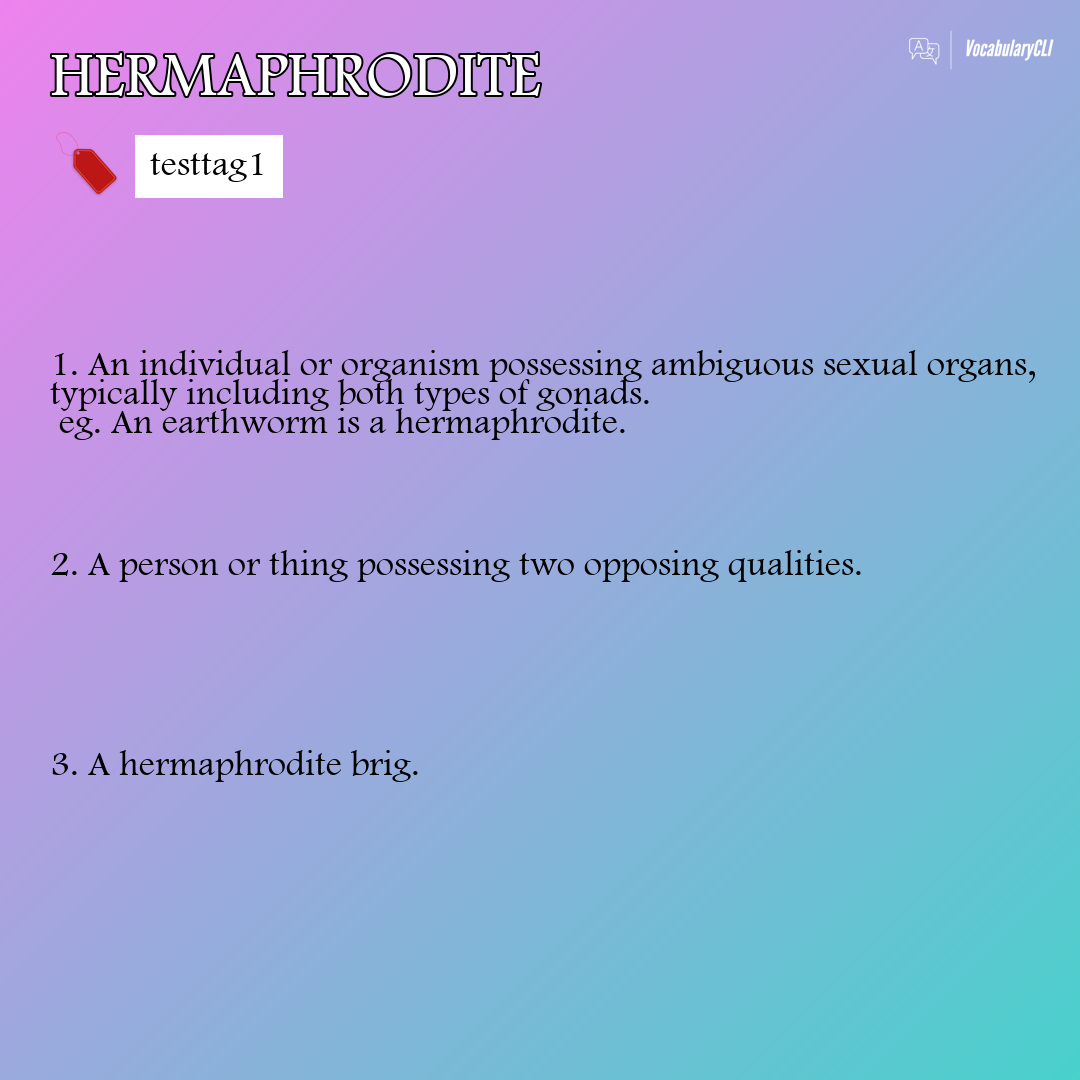 HERMAPHRODITE
VocabularyCLI
testtag1
1. An individual or organism possessing ambiguous sexual organs,
typically including both types of gonads.
eg. An earthworm is a hermaphrodite.
2. A person or thing possessing two opposing qualities.
3. A hermaphrodite brig.